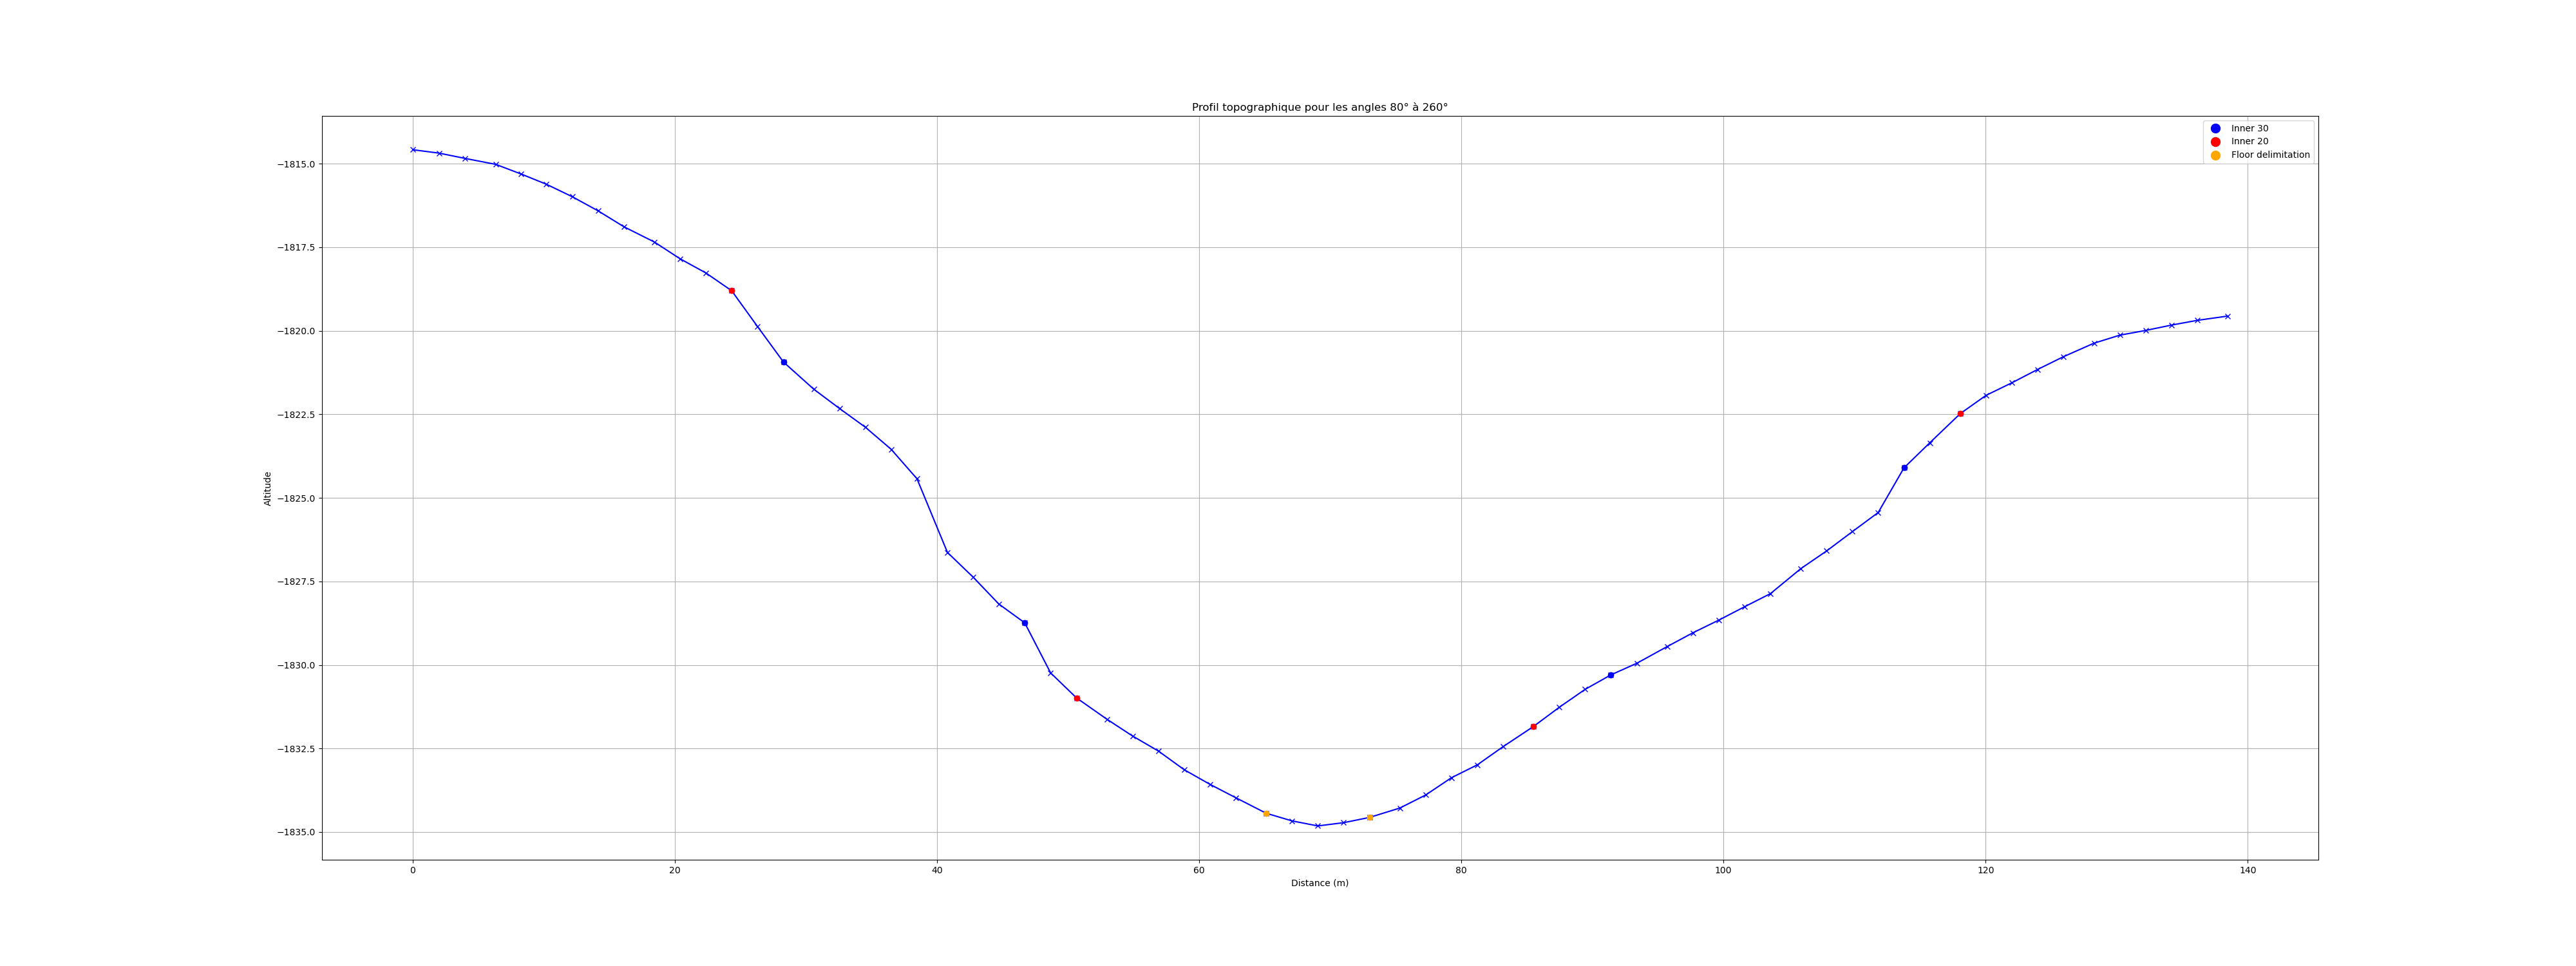 Profil topographique pour les angles 80° à 260°
Inner 30
Inner 20
Floor delimitation
−1815.0
−1817.5
−1820.0
−1822.5
−1825.0
−1827.5
−1830.0
−1832.5
−1835.0
Altitude
0 20 40 60 80 100 120 140
Distance (m)